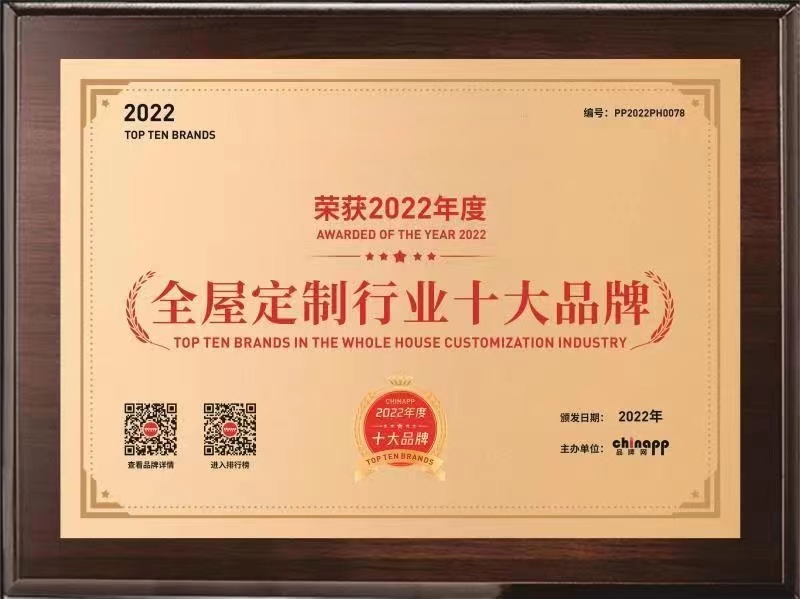 2022
TOP TEN BRANDS
编号：PP2022PH0078
荣获2022年度
AWARDED OF THE YEAR 2022
全屋定制行业十大品牌
TOP TEN BRANDS IN THE WHOLE HOUSE CUSTOMIZATION INDUSTRY
查看品牌详情
进入排行榜
CHINAPP
2022年度
十大品牌
TOP TEN BRANDS
颁发日期： 2022年
主办单位： chinapp
品牌网